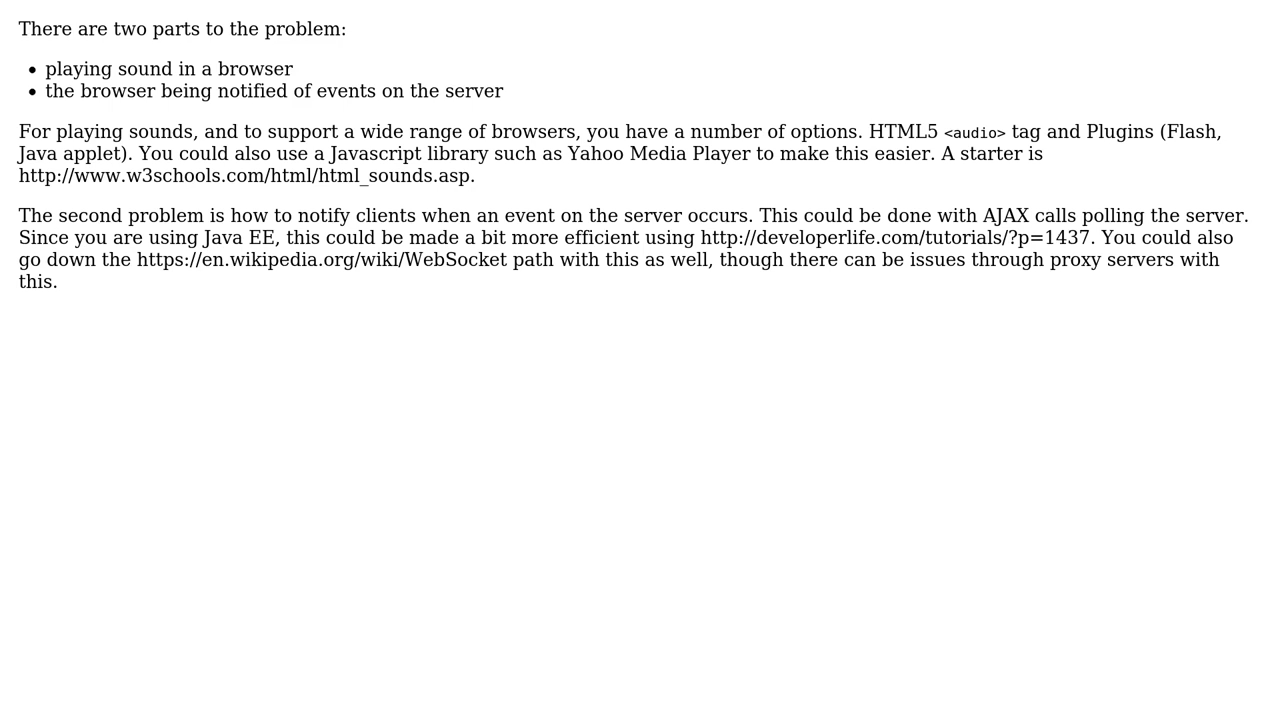 There are two parts to the problem:
• playing sound in a browser
• the browser being notified of events on the server
For playing sounds, and to support a wide range of browsers, you have a number of options. HTML5 <audio> tag and Plugins (Flash,
Java applet). You could also use a Javascript library such as Yahoo Media Player to make this easier. A starter is
http://www.w3schools.com/html/html_sounds.asp.
The second problem is how to notify clients when an event on the server occurs. This could be done with AJAX calls polling the server.
Since you are using Java EE, this could be made a bit more efficient using http://developerlife.com/tutorials/?p=1437. You could also
go down the https://en.wikipedia.org/wiki/WebSocket path with this as well, though there can be issues through proxy servers with
this.